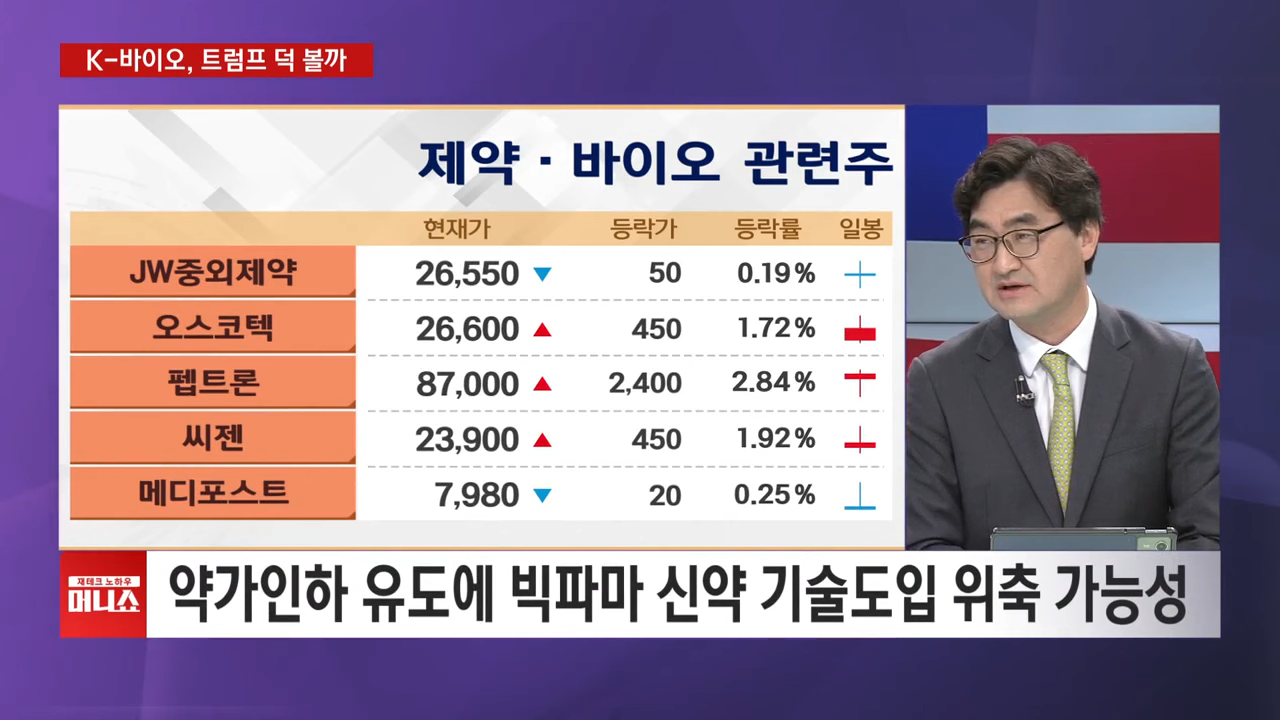 K-바이오, 트럼프 덕 볼까
제약·바이오 관련주
현재가 등락가 등락률 일봉
JW중외제약 26,550 ▼ 50 0.19%
오스코텍 26,600 ▲ 450 1.72%
펩트론 87,000 ▲ 2,400 2.84%
씨젠 23,900 ▲ 450 1.92%
메디포스트 7,980 ▼ 20 0.25%
재테크 노하우
머니쇼
약가인하 유도에 빅파마 신약 기술도입 위축 가능성